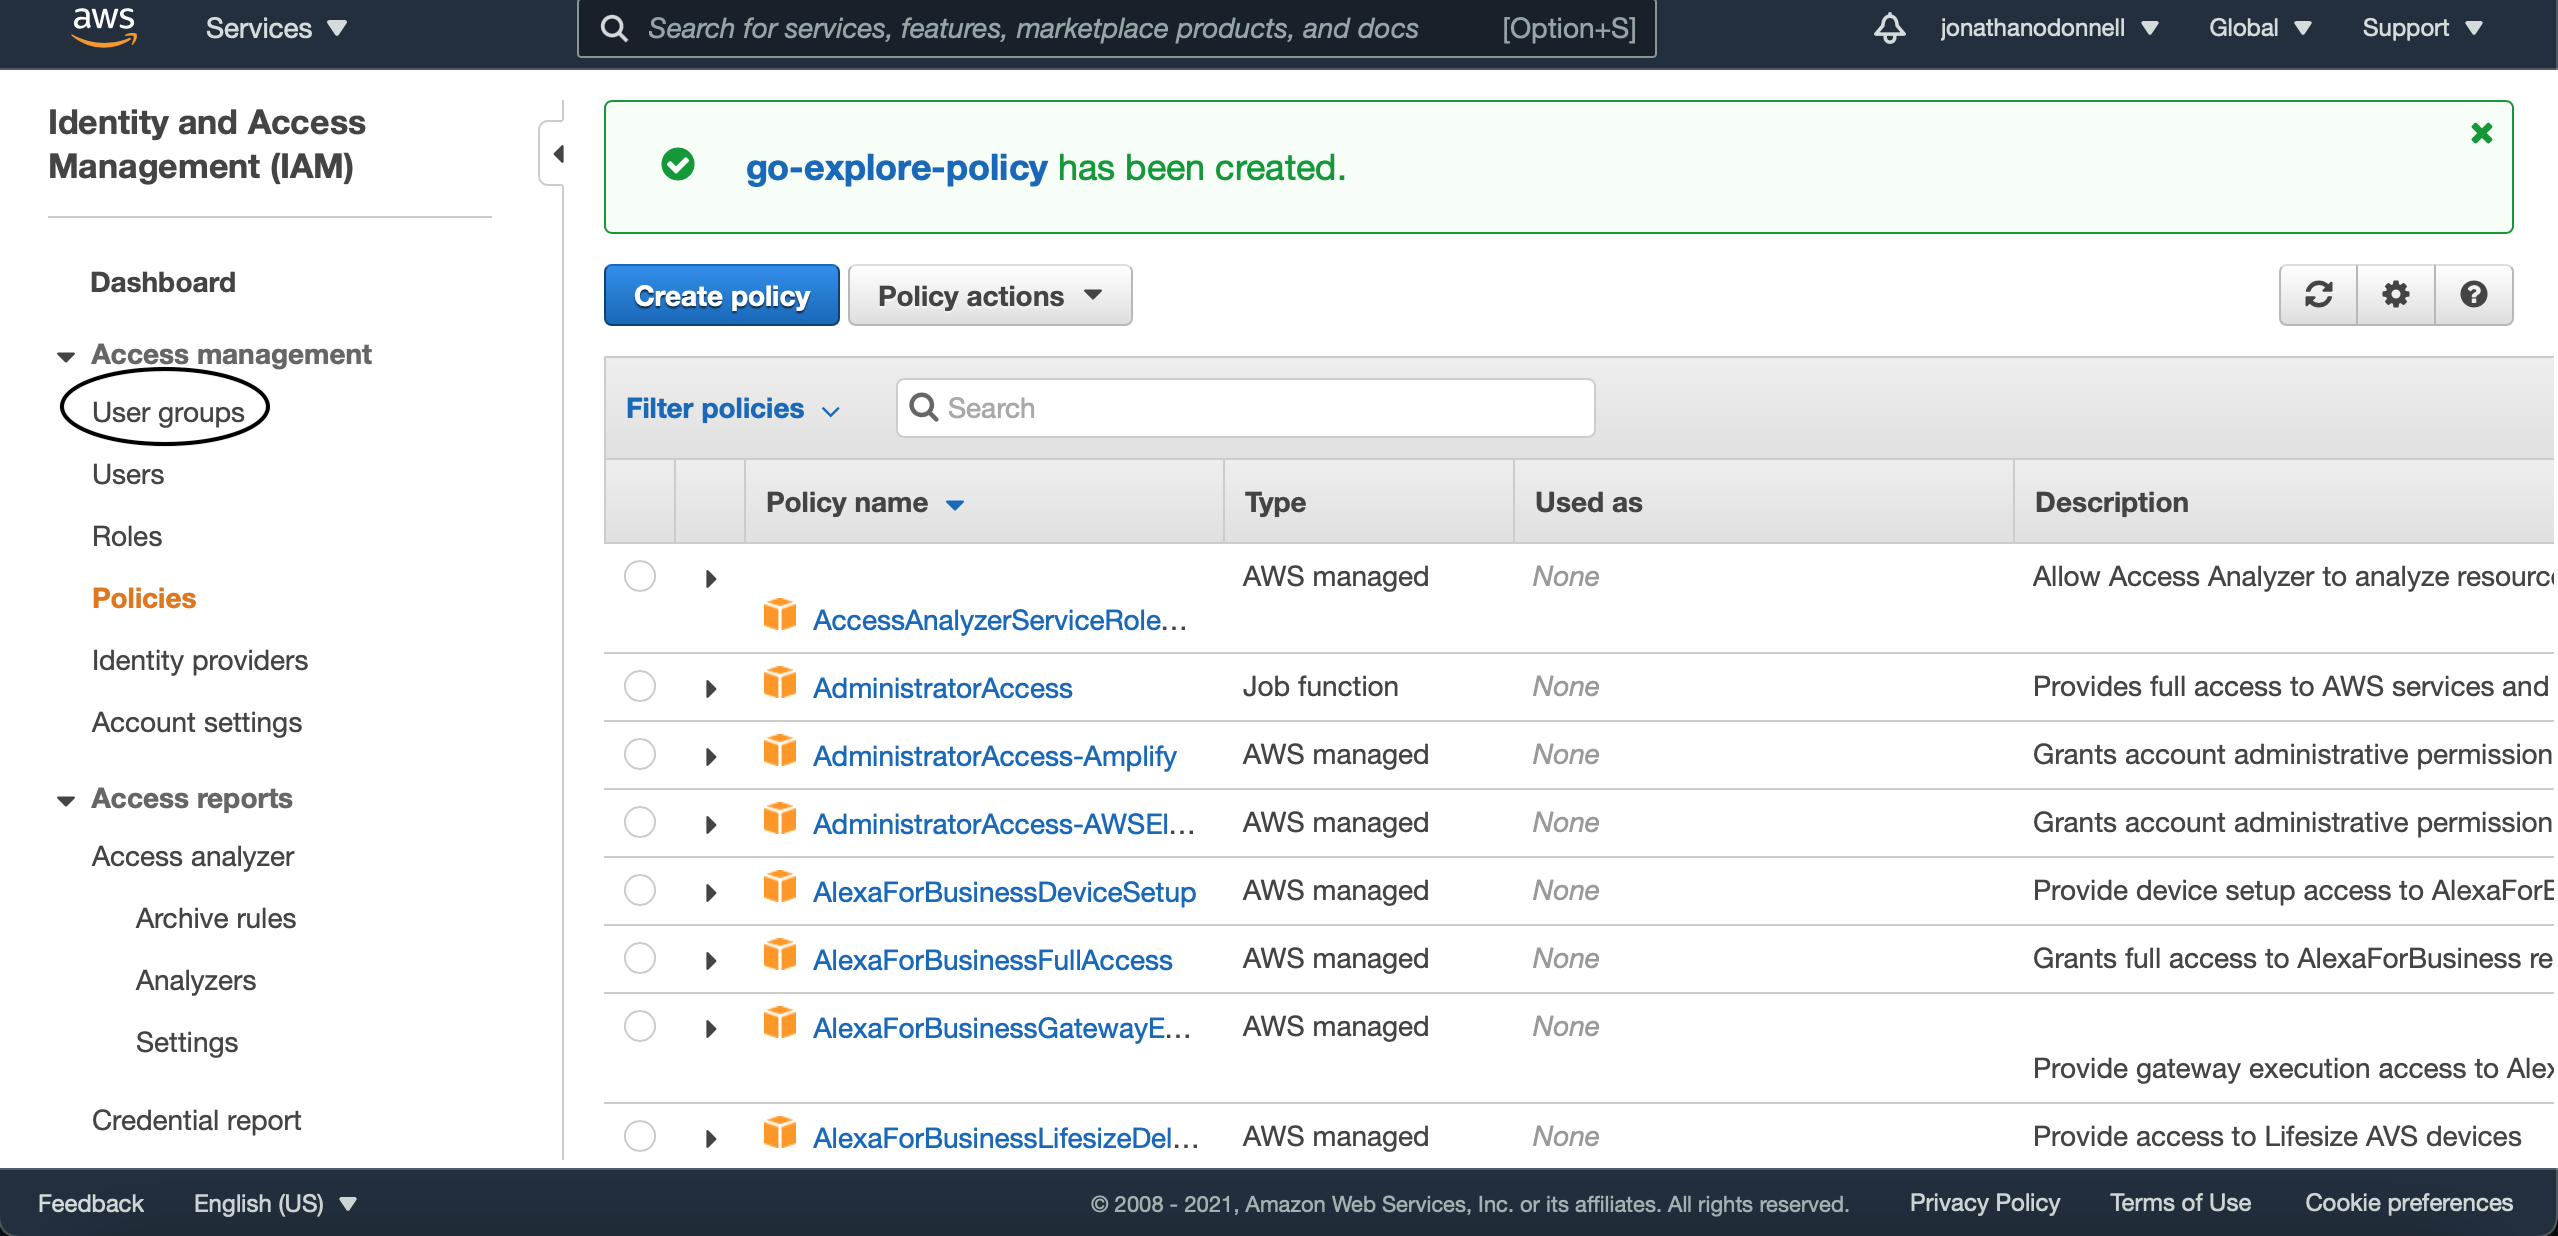 aws
Services
Search for services, features, marketplace products, and docs [Option+S]
jonathanodonnell
Global
Support
Identity and Access
Management (IAM)
Dashboard
Access management
User groups
Users
Roles
Policies
Identity providers
Account settings
Access reports
Access analyzer
Archive rules
Analyzers
Settings
Credential report
go-explore-policy has been created.
Create policy
Policy actions
Filter policies
Search
Policy name Type Used as Description
AWS managed None Allow Access Analyzer to analyze resourc
AccessAnalyzerServiceRole...
AdministratorAccess Job function None Provides full access to AWS services and
AdministratorAccess-Amplify AWS managed None Grants account administrative permission
AdministratorAccess-AWSEl... AWS managed None Grants account administrative permission
AlexaForBusinessDeviceSetup AWS managed None Provide device setup access to AlexaForB
AlexaForBusinessFullAccess AWS managed None Grants full access to AlexaForBusiness re
AlexaForBusinessGatewayE... AWS managed None
Provide gateway execution access to Alex
AlexaForBusinessLifesizeDel... AWS managed None Provide access to Lifesize AVS devices
Feedback
English (US)
© 2008 - 2021, Amazon Web Services, Inc. or its affiliates. All rights reserved.
Privacy Policy
Terms of Use
Cookie preferences